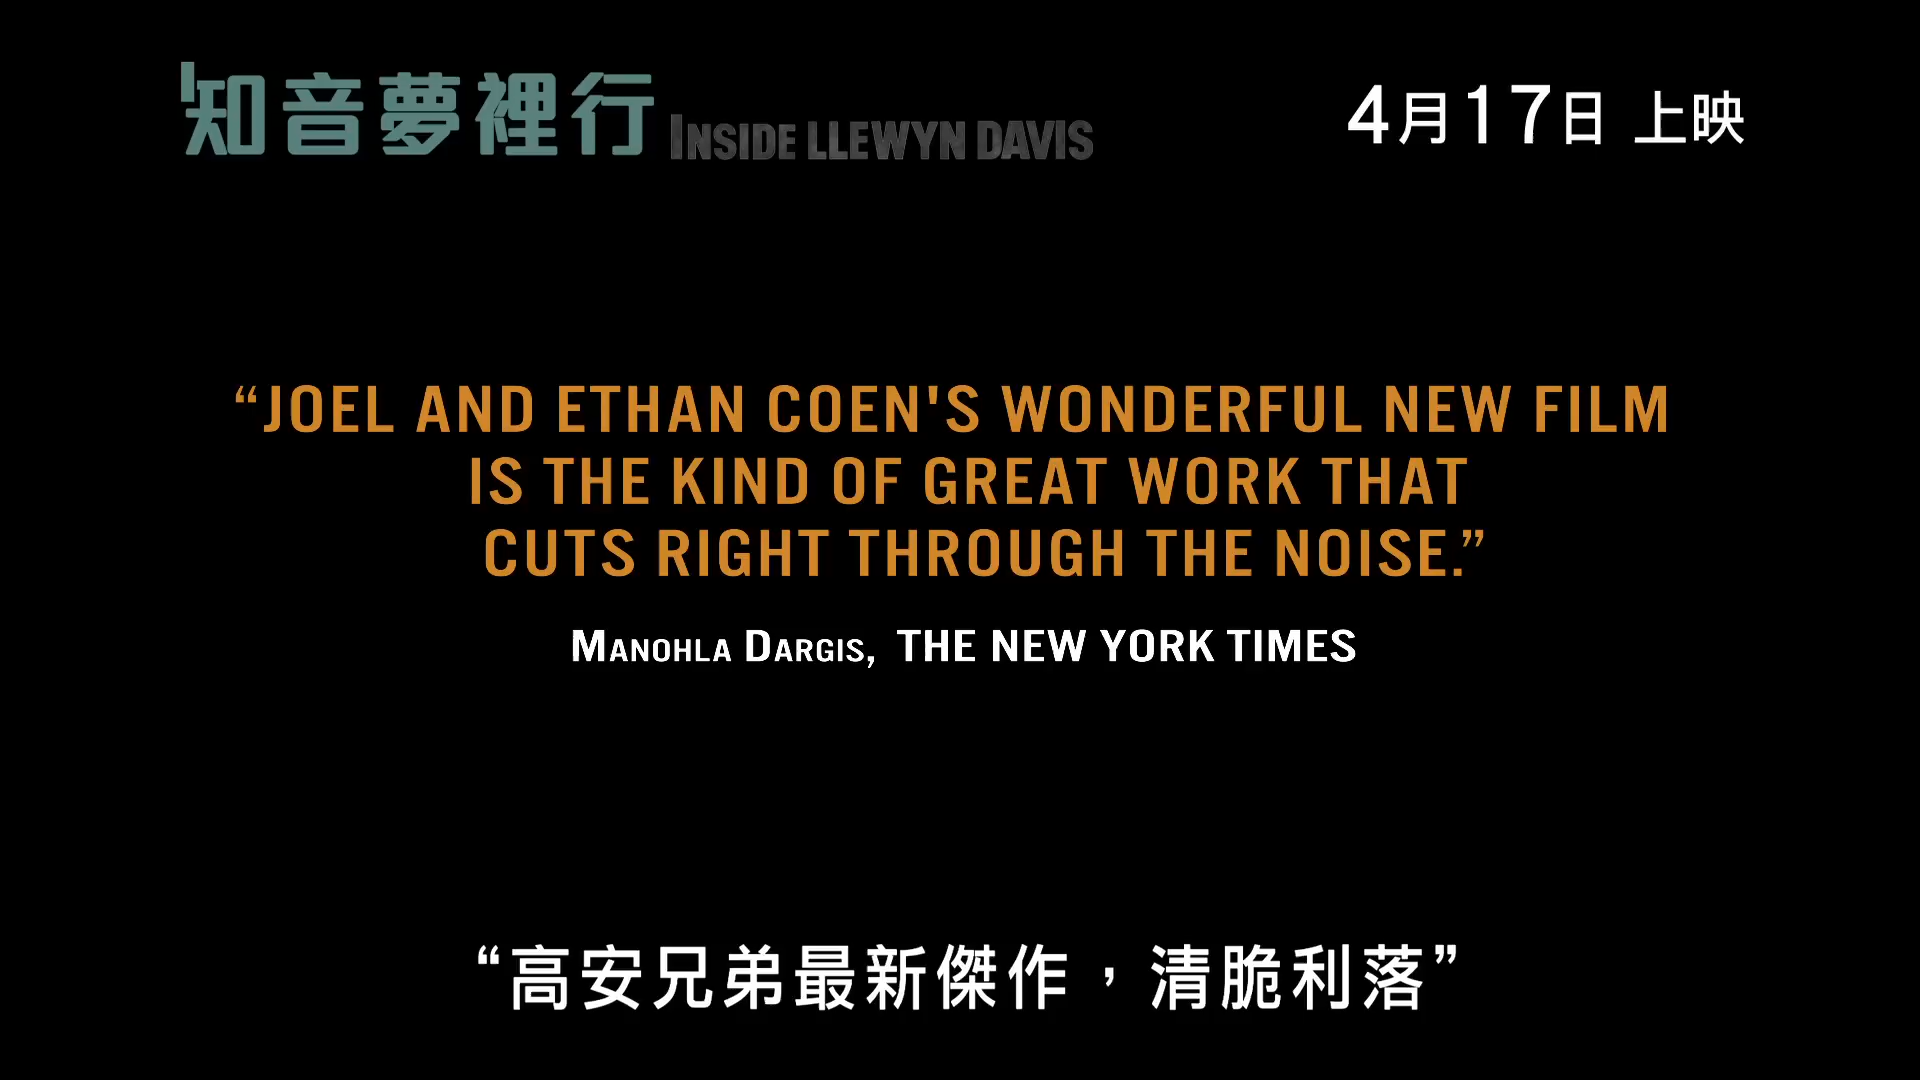 知音夢裡行 INSIDE LLEWYN DAVIS
4月17日 上映
“JOEL AND ETHAN COEN'S WONDERFUL NEW FILM
IS THE KIND OF GREAT WORK THAT
CUTS RIGHT THROUGH THE NOISE.”
MANOHLA DARGIS, THE NEW YORK TIMES
“高安兄弟最新傑作，清脆利落”